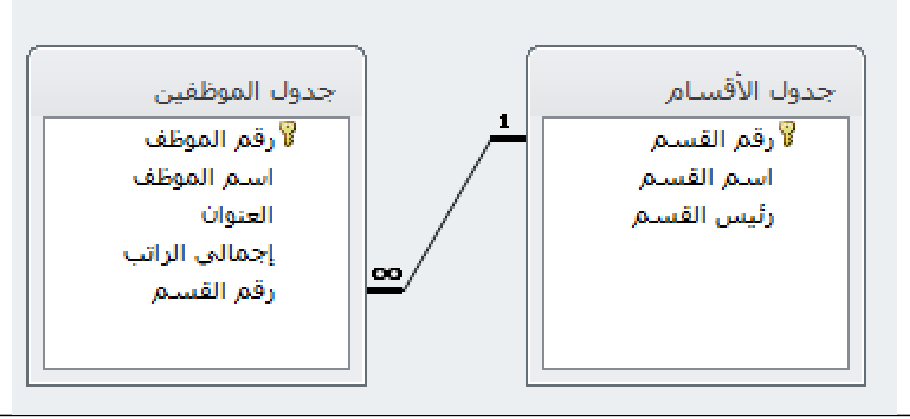 جدول الأقسام
رقم القسم
اسم القسم
رئيس القسم
1
∞
جدول الموظفين
رقم الموظف
اسم الموظف
العنوان
إجمالي الراتب
رقم القسم